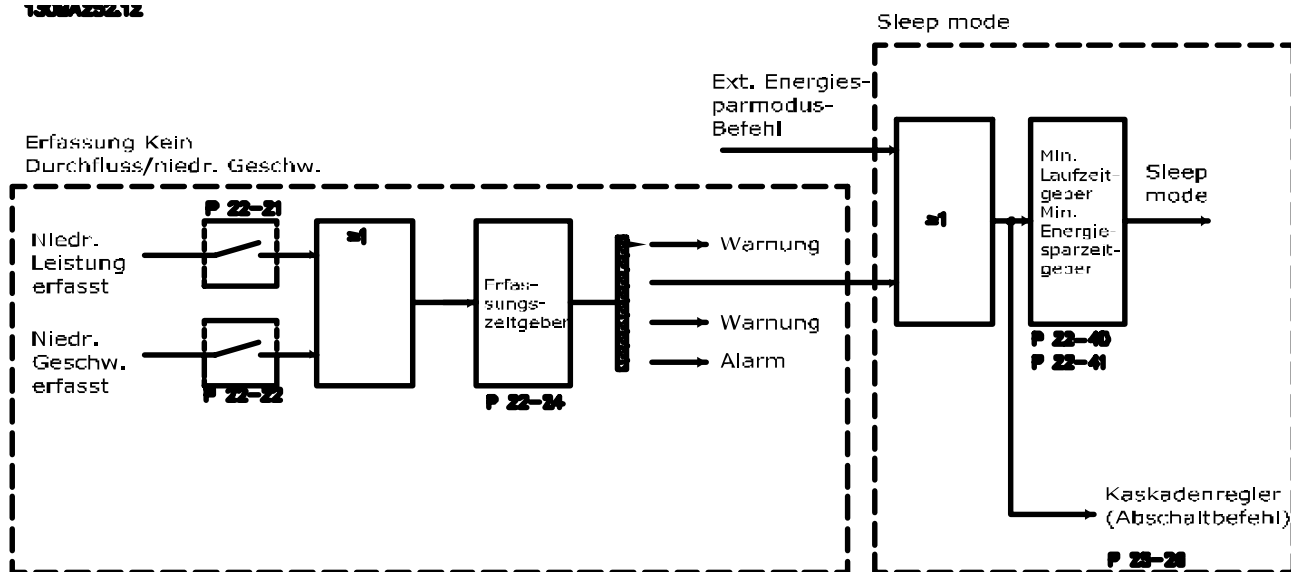 130BA252.12
Sleep mode
Ext. Energies-
parmodus-
Befehl
Erfassung Kein
Durchfluss/niedr. Geschw.
P 22-21
Niedr.
Leistung
erfasst
≥1
Erfas-
sungs-
zeitgeber
P 22-24
Niedr.
Geschw.
erfasst
P 22-22
Warnung
Warnung
Alarm
≥1
Min.
Laufzeit-
geber
Min.
Energie-
sparzeit-
geber
P 22-40
P 22-41
Sleep
mode
Kaskadenregler
(Abschaltbefehl)
P 25-26